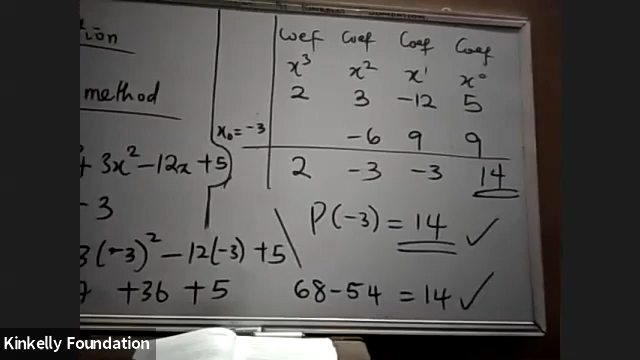 tion
method
+ 3x² - 12x + 5
- 3
3(-3)² - 12(-3) + 5
+36 + 5
Coef Coef Coef Coef
x³ x² x¹ x⁰
2 3 -12 5
x₀ = -3
-6 9 9
2 -3 -3 14
P(-3) = 14 ✓
68 - 54 = 14 ✓
Kinkelly Foundation